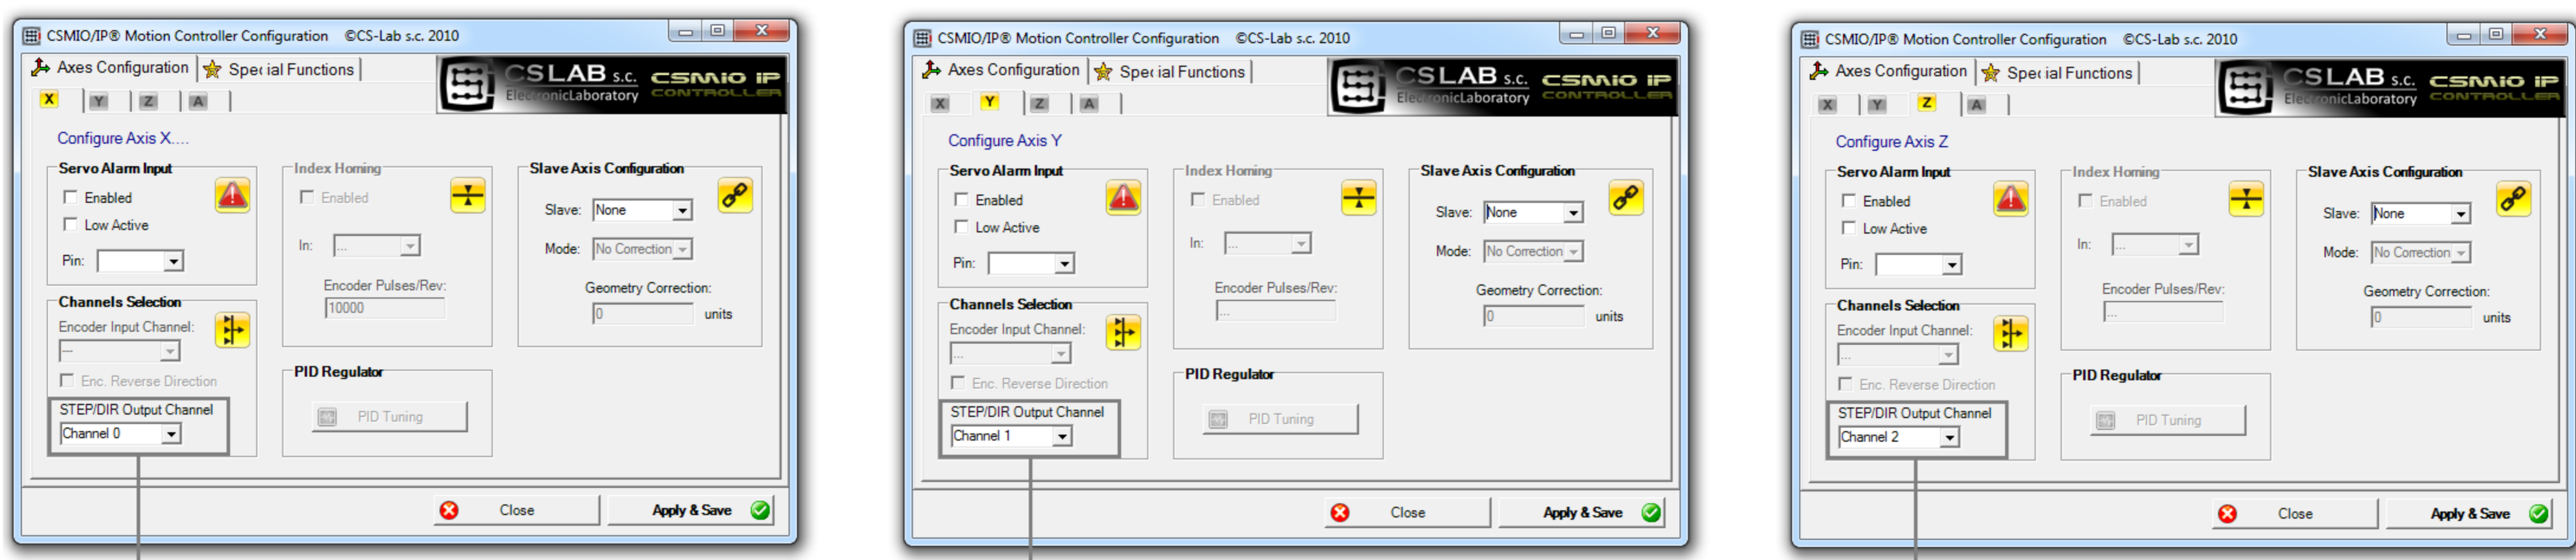 CSMIO/IP® Motion Controller Configuration ©CS-Lab s.c. 2010
Axes Configuration Special Functions
CSLAB s.c. CSMIO IP
ElectronicLaboratory CONTROLLER
X Y Z A
Configure Axis X....
Servo Alarm Input Index Homing Slave Axis Configuration
Enabled Enabled
Slave: None
Low Active
In: ... Mode: No Correction
Pin:
Encoder Pulses/Rev: Geometry Correction:
Channels Selection
10000 0 units
Encoder Input Channel:
---
PID Regulator
Enc. Reverse Direction
STEP/DIR Output Channel PID Tuning
Channel 0
Close Apply & Save
CSMIO/IP® Motion Controller Configuration ©CS-Lab s.c. 2010
Axes Configuration Special Functions
CSLAB s.c. CSMIO IP
ElectronicLaboratory CONTROLLER
X Y Z A
Configure Axis Y
Servo Alarm Input Index Homing Slave Axis Configuration
Enabled Enabled
Slave: None
Low Active
In: ... Mode: No Correction
Pin:
Encoder Pulses/Rev: Geometry Correction:
Channels Selection
... 0 units
Encoder Input Channel:
...
PID Regulator
Enc. Reverse Direction
STEP/DIR Output Channel PID Tuning
Channel 1
Close Apply & Save
CSMIO/IP® Motion Controller Configuration ©CS-Lab s.c. 2010
Axes Configuration Special Functions
CSLAB s.c. CSMIO IP
ElectronicLaboratory CONTROLLER
X Y Z A
Configure Axis Z
Servo Alarm Input Index Homing Slave Axis Configuration
Enabled Enabled
Slave: None
Low Active
In: ... Mode: No Correction
Pin:
Encoder Pulses/Rev: Geometry Correction:
Channels Selection
... 0 units
Encoder Input Channel:
...
PID Regulator
Enc. Reverse Direction
STEP/DIR Output Channel PID Tuning
Channel 2
Close Apply & Save